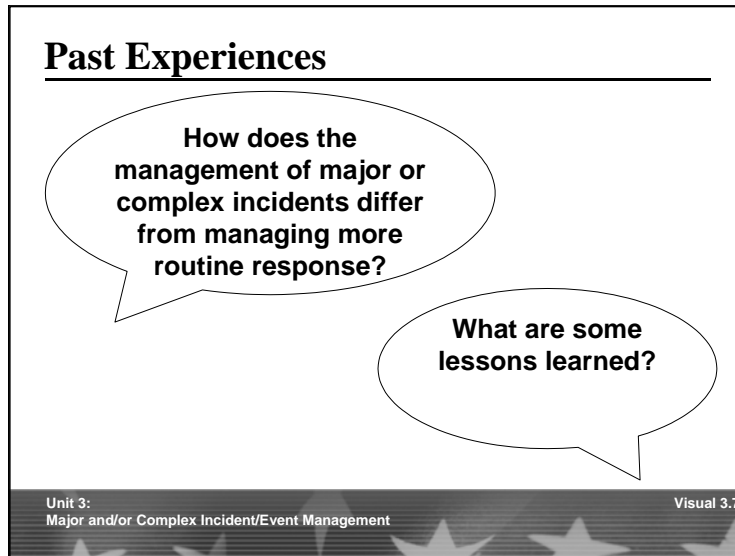 Past Experiences
How does the
management of major or
complex incidents differ
from managing more
routine response?
What are some
lessons learned?
Unit 3:
Major and/or Complex Incident/Event Management
Visual 3.7